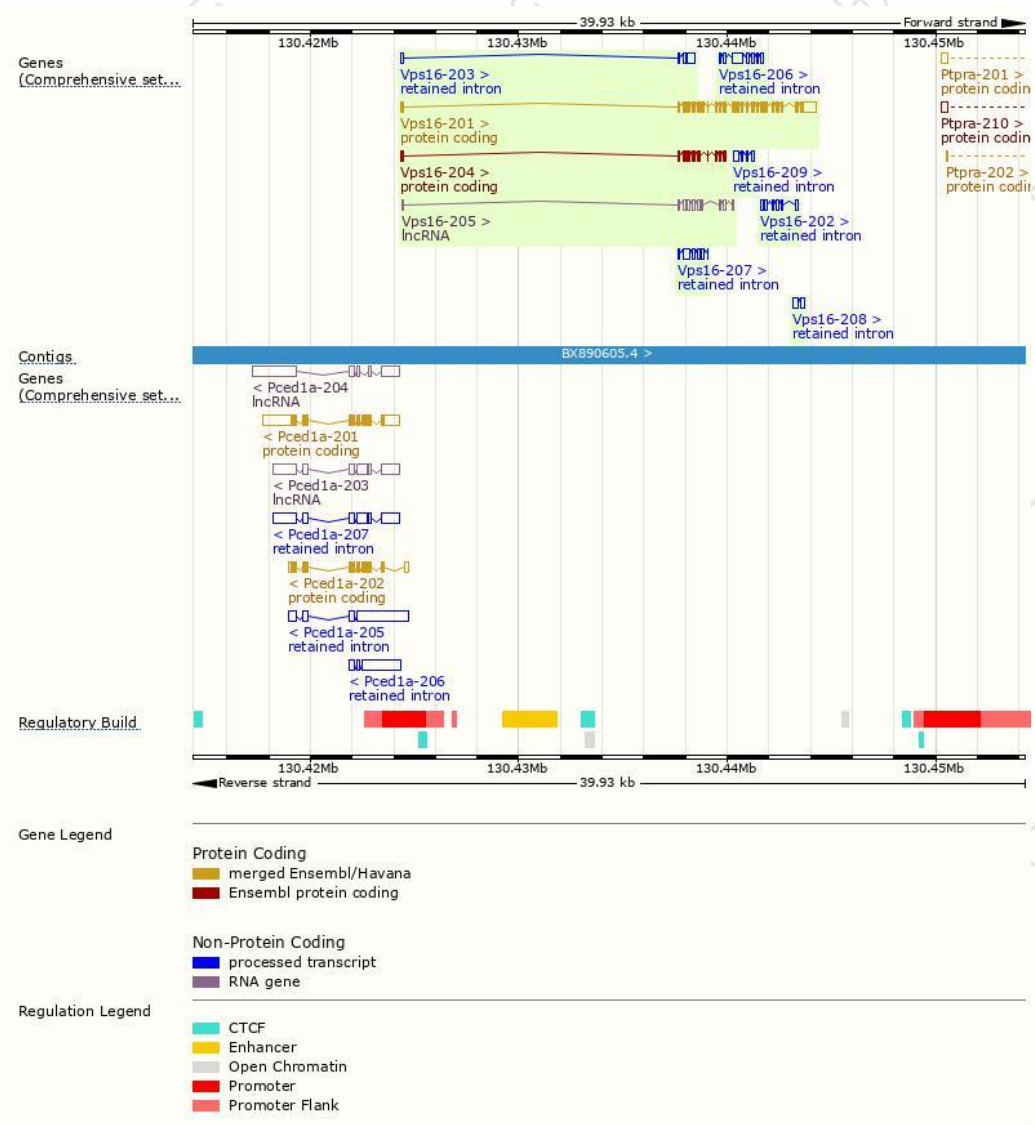 39.93 kb Forward strand
130.42Mb 130.43Mb 130.44Mb 130.45Mb
Genes
(Comprehensive set...
Vps16-203 > Vps16-206 > Ptpra-201 >
retained intron retained intron protein codin
Vps16-201 > Ptpra-210 >
protein coding protein codin
Vps16-204 > Vps16-209 > Ptpra-202 >
protein coding retained intron protein codi
Vps16-205 > Vps16-202 >
lncRNA retained intron
Vps16-207 >
retained intron
Vps16-208 >
retained intron
Contigs BX890605.4 >
Genes
(Comprehensive set...
< Pced1a-204
lncRNA
< Pced1a-201
protein coding
< Pced1a-203
lncRNA
< Pced1a-207
retained intron
< Pced1a-202
protein coding
< Pced1a-205
retained intron
< Pced1a-206
retained intron
Regulatory Build
130.42Mb 130.43Mb 130.44Mb 130.45Mb
Reverse strand 39.93 kb
Gene Legend
Protein Coding
merged Ensembl/Havana
Ensembl protein coding
Non-Protein Coding
processed transcript
RNA gene
Regulation Legend
CTCF
Enhancer
Open Chromatin
Promoter
Promoter Flank